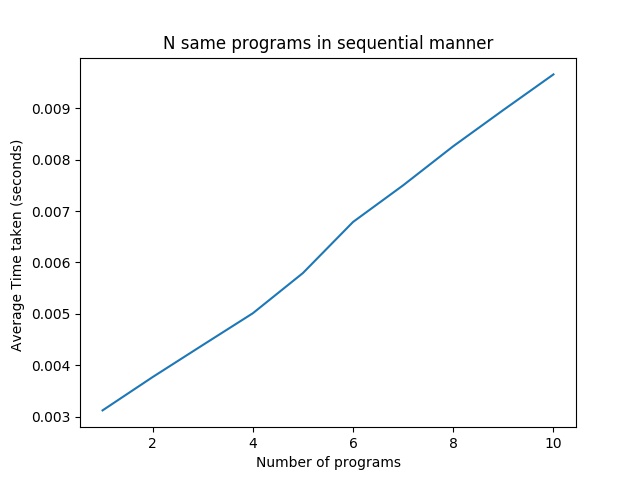 N same programs in sequential manner
0.009
0.008
0.007
0.006
0.005
0.004
0.003
Average Time taken (seconds)
2 4 6 8 10
Number of programs